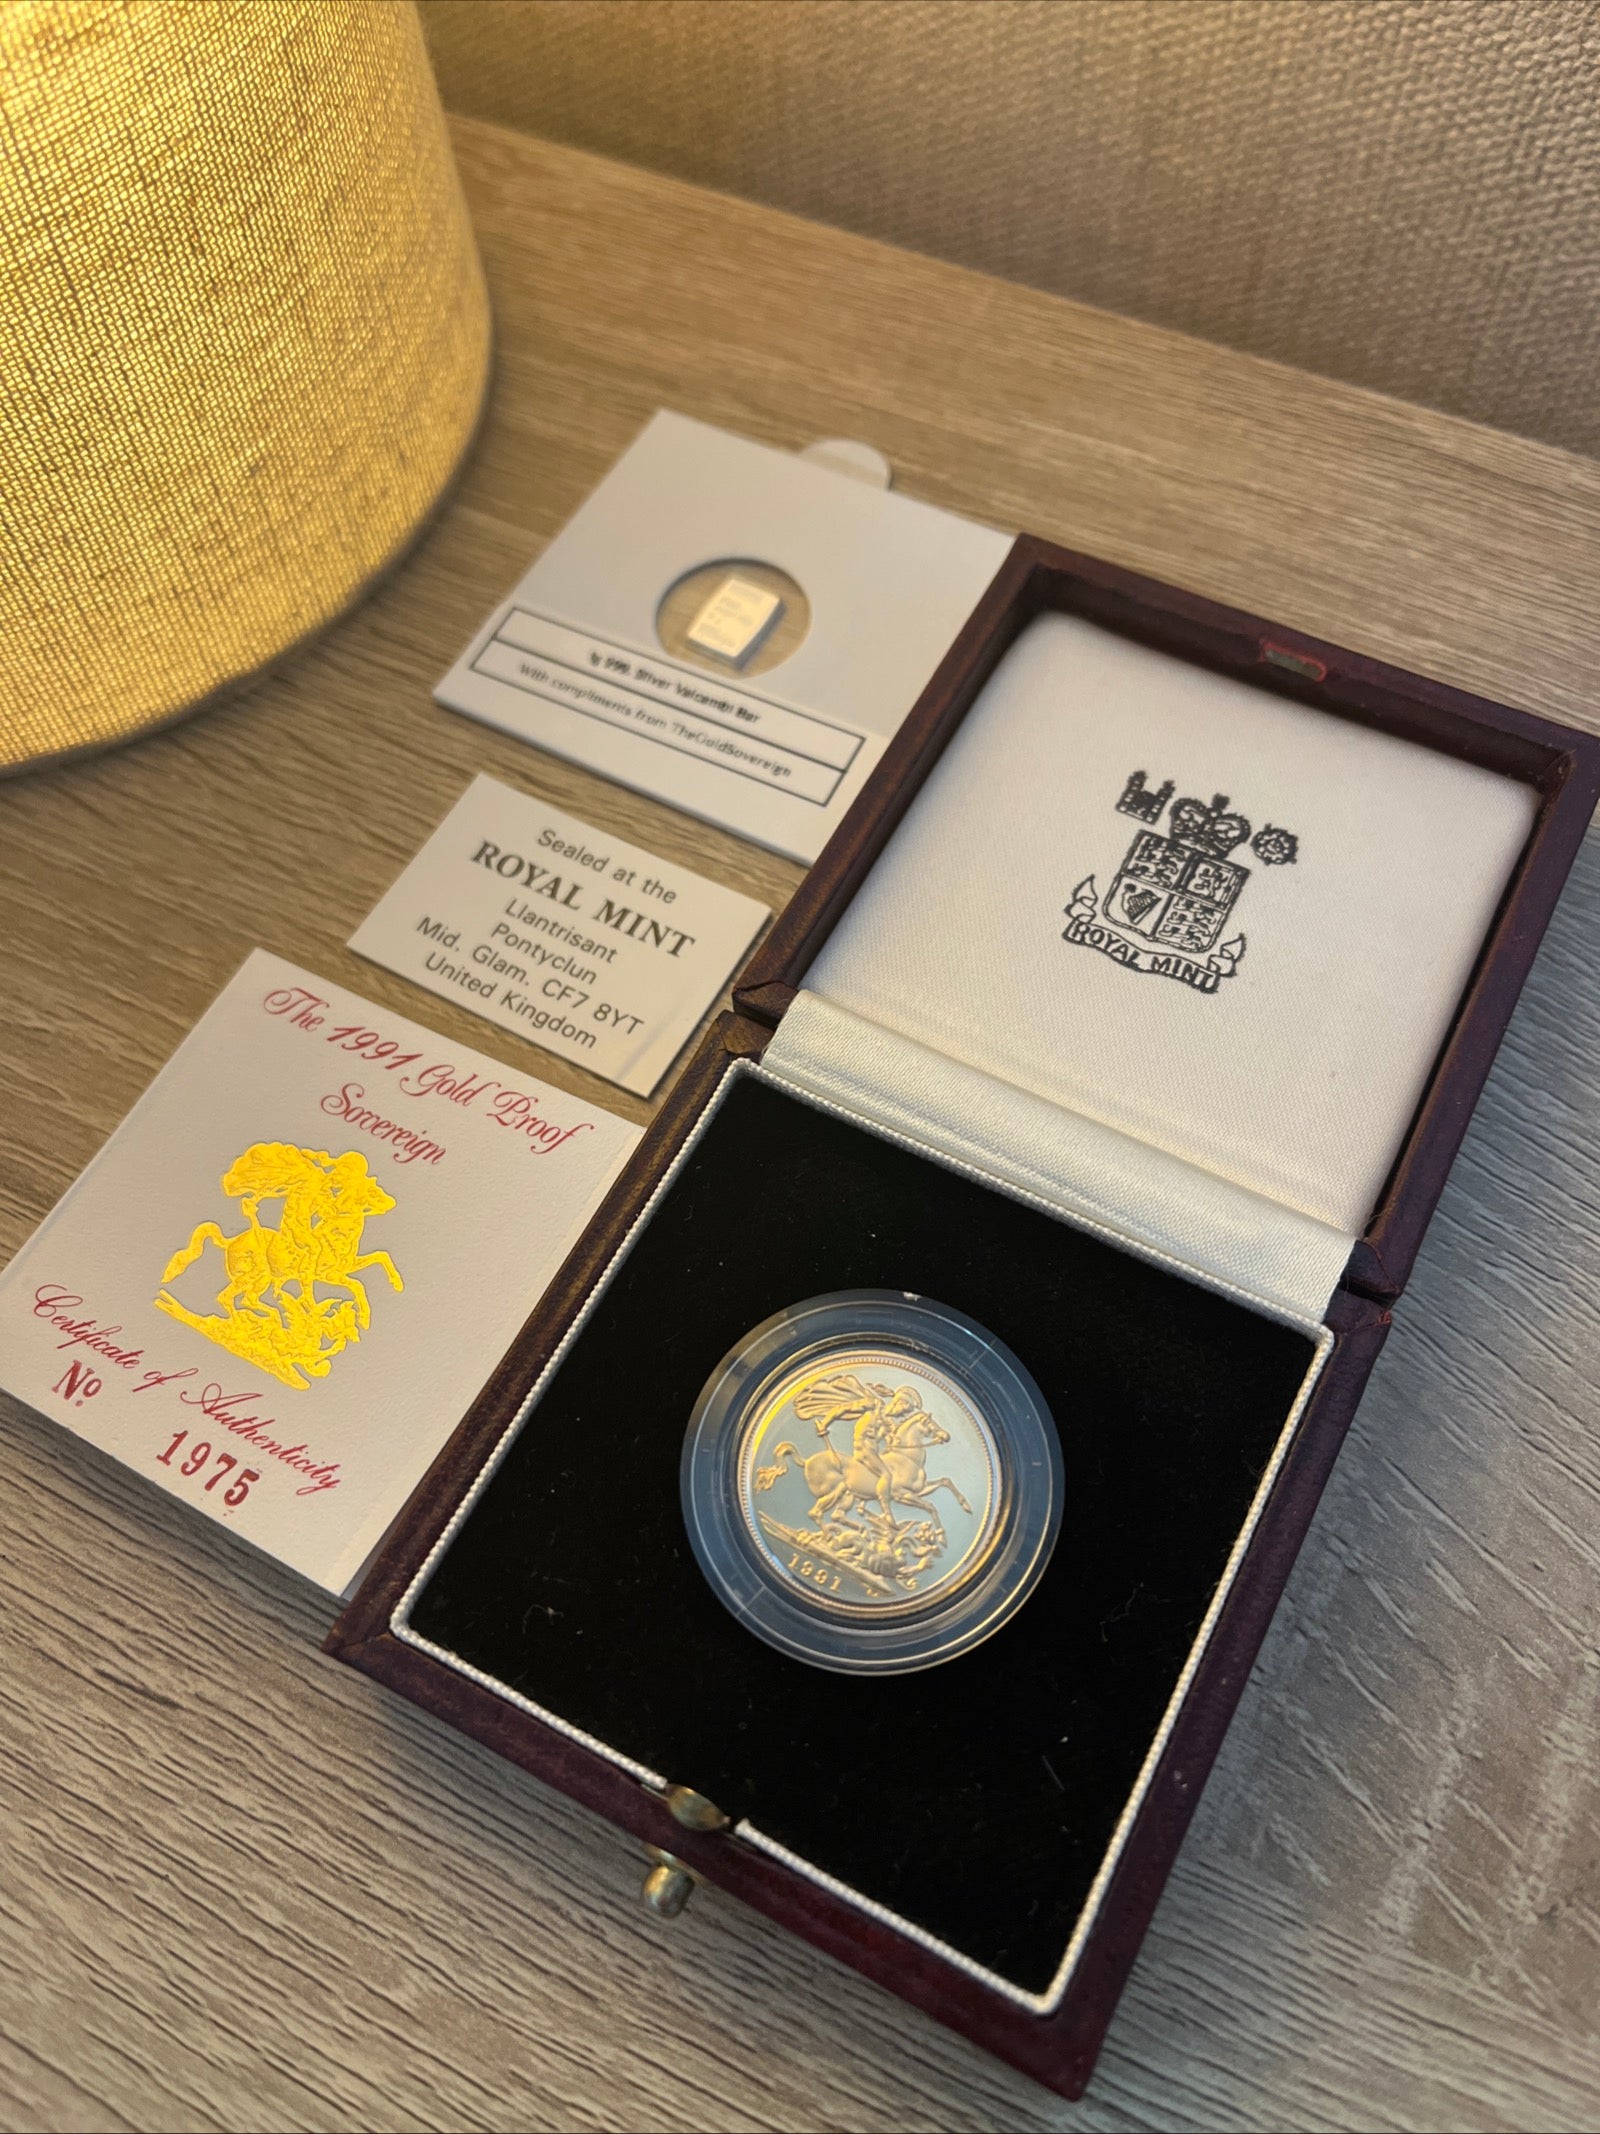 1g 999. Silver Valcambi Bar
With compliments from TheGoldSovereign
Sealed at the
ROYAL MINT
Llantrisant
Pontyclun
Mid. Glam. CF7 8YT
United Kingdom
ROYAL MINT
The 1991 Gold Proof
Sovereign
Certificate of Authenticity
Nº
1975
1991